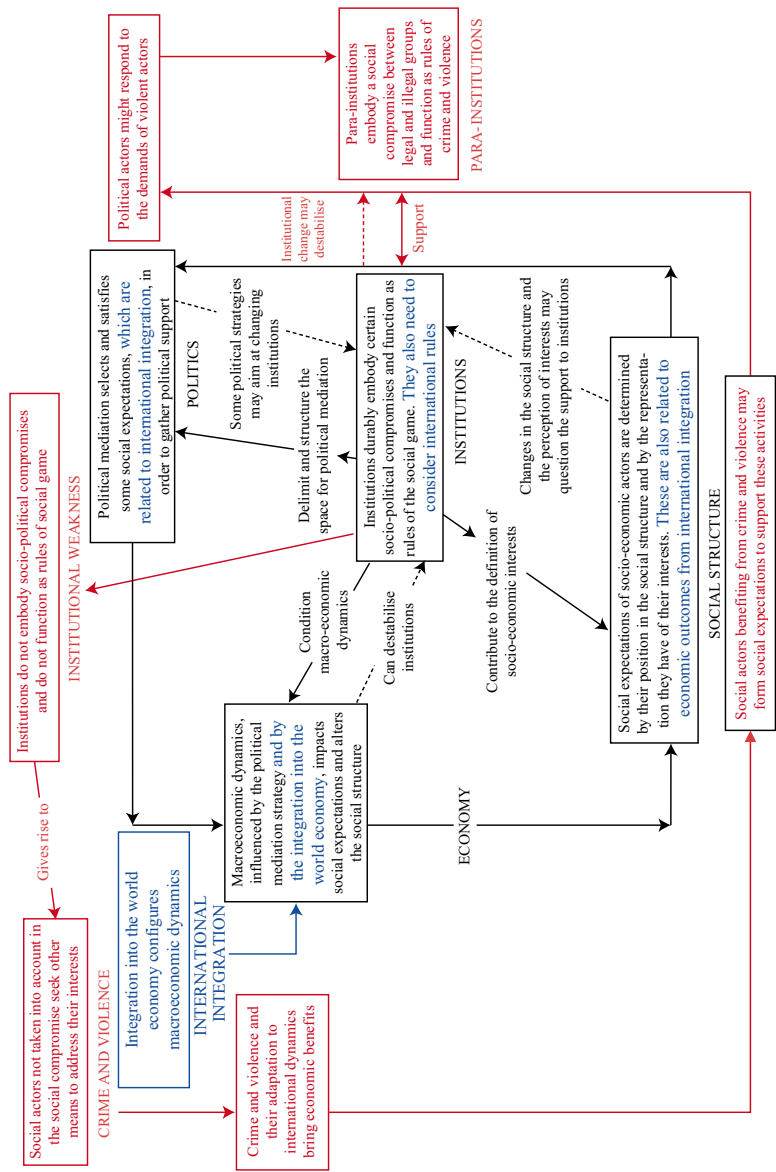 Social actors not taken into account in
the social compromise seek other
means to address their interests
CRIME AND VIOLENCE
Gives rise to
Institutions do not embody socio-political compromises
and do not function as rules of social game
INSTITUTIONAL WEAKNESS
Political actors might respond to
the demands of violent actors
Integration into the world
economy configures
macroeconomic dynamics
INTERNATIONAL
INTEGRATION
Political mediation selects and satisfies
some social expectations, which are
related to international integration, in
order to gather political support
POLITICS
Some political strategies
may aim at changing
institutions
Delimit and structure the
space for political mediation
Institutional
change may
destabilise
Support
Para-institutions
embody a social
compromise between
legal and illegal groups
and function as rules of
crime and violence
PARA- INSTITUTIONS
Crime and violence and
their adaptation to
international dynamics
bring economic benefits
Macroeconomic dynamics,
influenced by the political
mediation strategy and by
the integration into the
world economy, impacts
social expectations and alters
the social structure
ECONOMY
Condition
macro-economic
dynamics
Can destabilise
institutions
Institutions durably embody certain
socio-political compromises and function as
rules of the social game. They also need to
consider international rules
INSTITUTIONS
Contribute to the definition of
socio-economic interests
Changes in the social structure and
the perception of interests may
question the support to institutions
Social expectations of socio-economic actors are determined
by their position in the social structure and by the representa-
tion they have of their interests. These are also related to
economic outcomes from international integration
SOCIAL STRUCTURE
Social actors benefiting from crime and violence may
form social expectations to support these activities